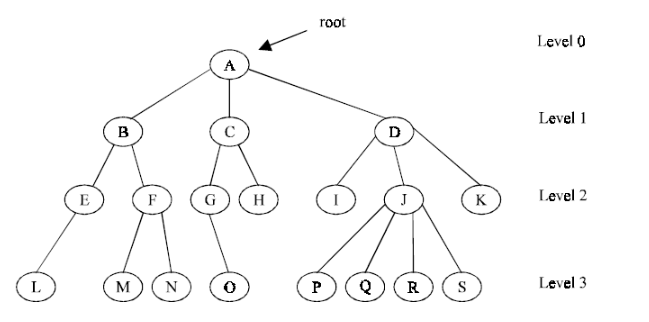 root
Level 0
A
Level 1
B C D
Level 2
E F G H I J K
Level 3
L M N O P Q R S